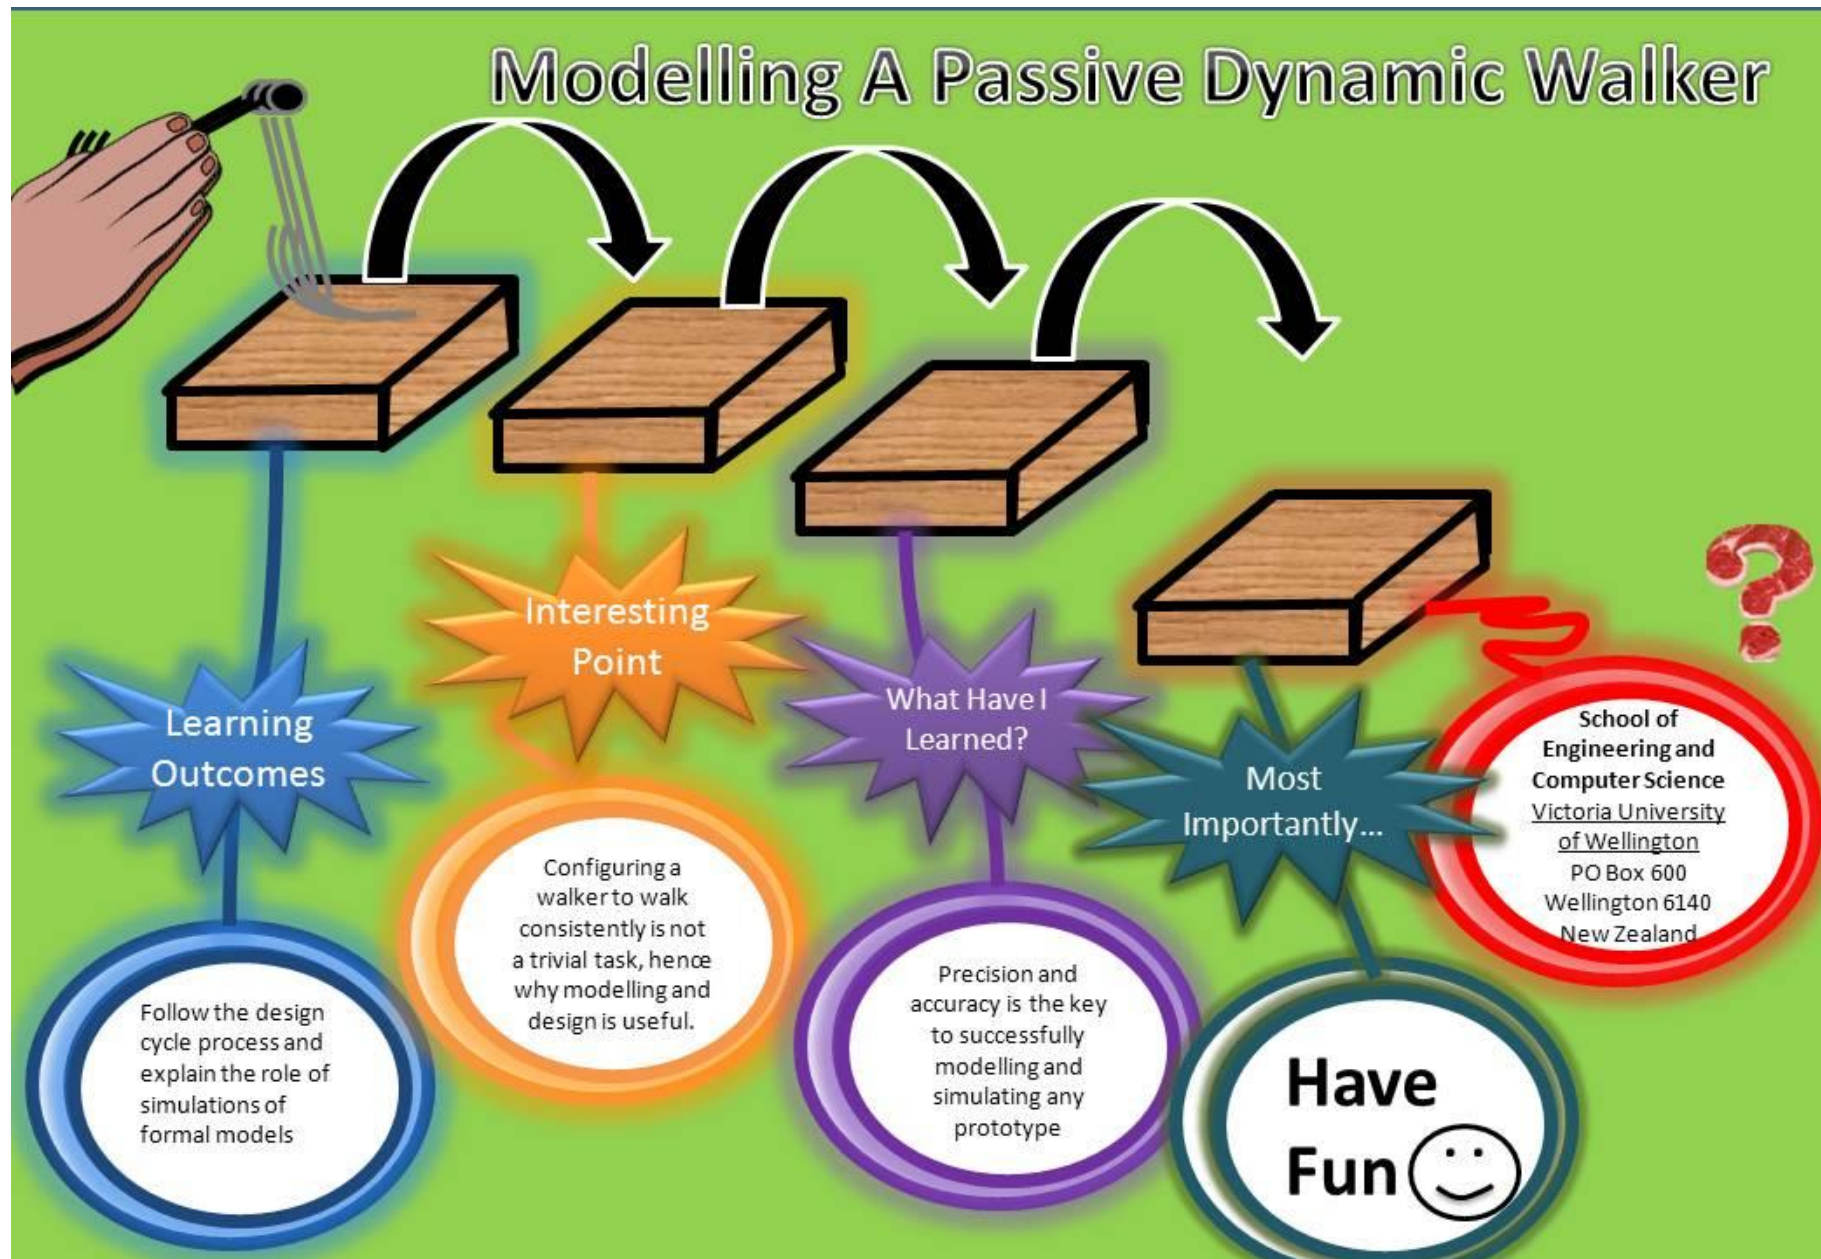 Modelling A Passive Dynamic Walker
Learning
Outcomes
Follow the design
cycle process and
explain the role of
simulations of
formal models
Interesting
Point
Configuring a
walker to walk
consistently is not
a trivial task, hence
why modelling and
design is useful.
What Have I
Learned?
Precision and
accuracy is the key
to successfully
modelling and
simulating any
prototype
Most
Importantly...
Have
Fun
School of
Engineering and
Computer Science
Victoria University
of Wellington
PO Box 600
Wellington 6140
New Zealand
?